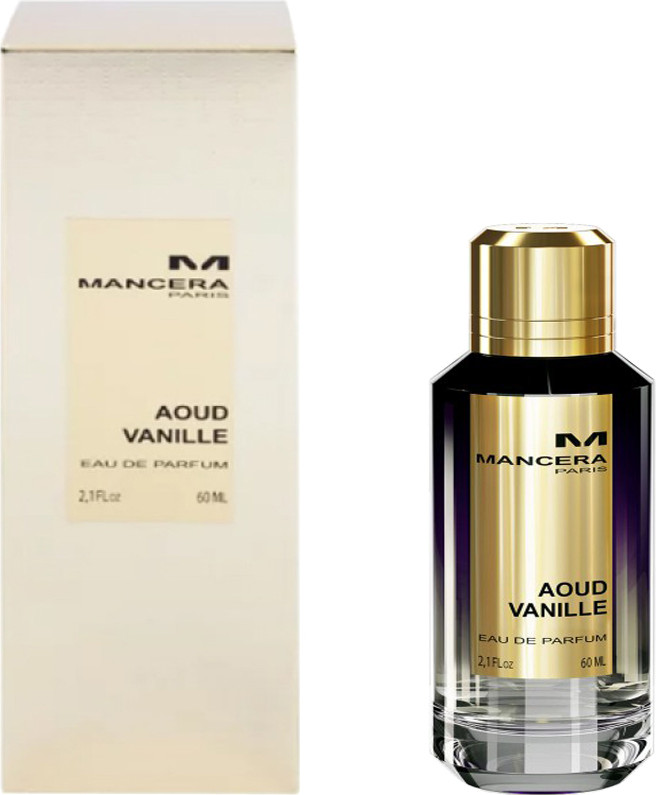 M
MANCERA
PARIS
AOUD
VANILLE
EAU DE PARFUM
2,1FLoz 60 ML
M
MANCERA
PARIS
AOUD
VANILLE
EAU DE PARFUM
2,1FLoz 60 ML